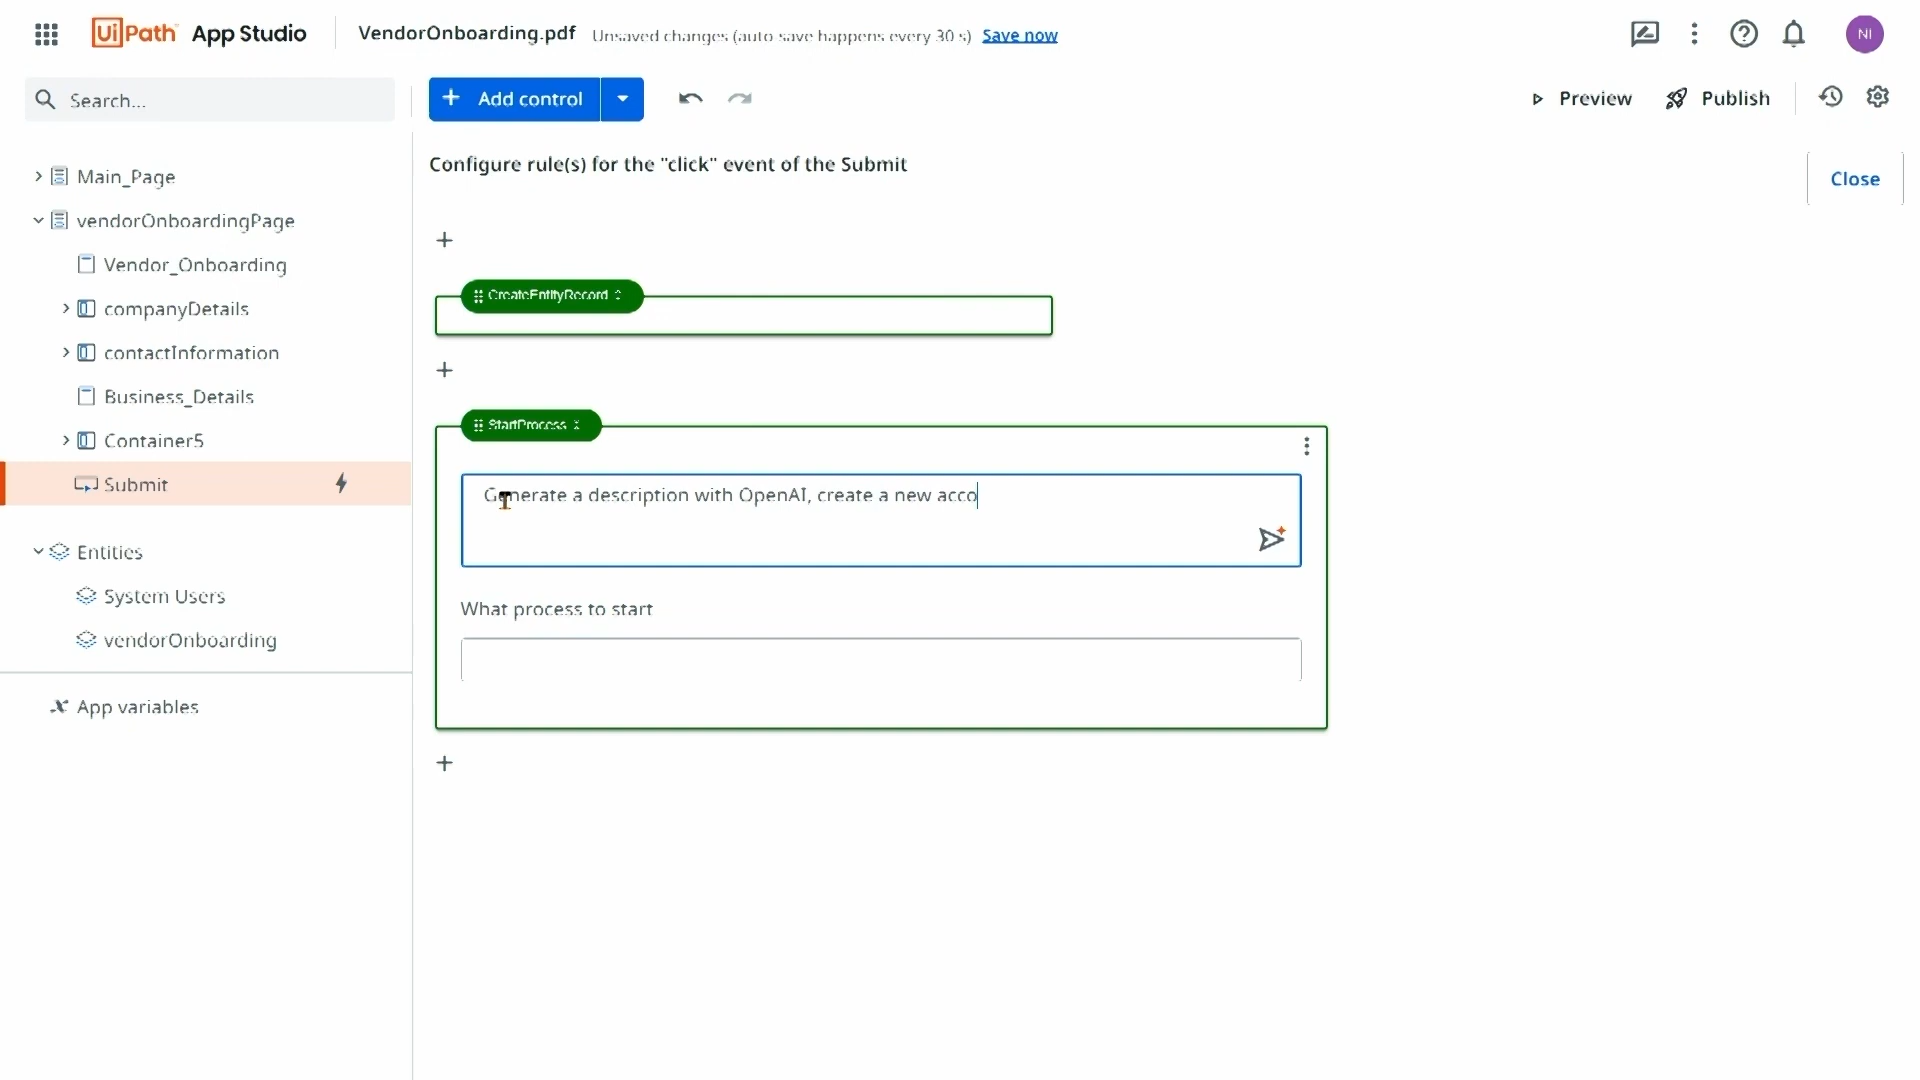 UiPath App Studio
VendorOnboarding.pdf
Unsaved changes (auto save happens every 30 s)
Save now
NI
Search...
Add control
Preview
Publish
Main_Page
vendorOnboardingPage
Vendor_Onboarding
companyDetails
contactInformation
Business_Details
Container5
Submit
Entities
System Users
vendorOnboarding
App variables
Configure rule(s) for the "click" event of the Submit
Close
CreateEntityRecord
StartProcess
Generate a description with OpenAI, create a new acco
What process to start